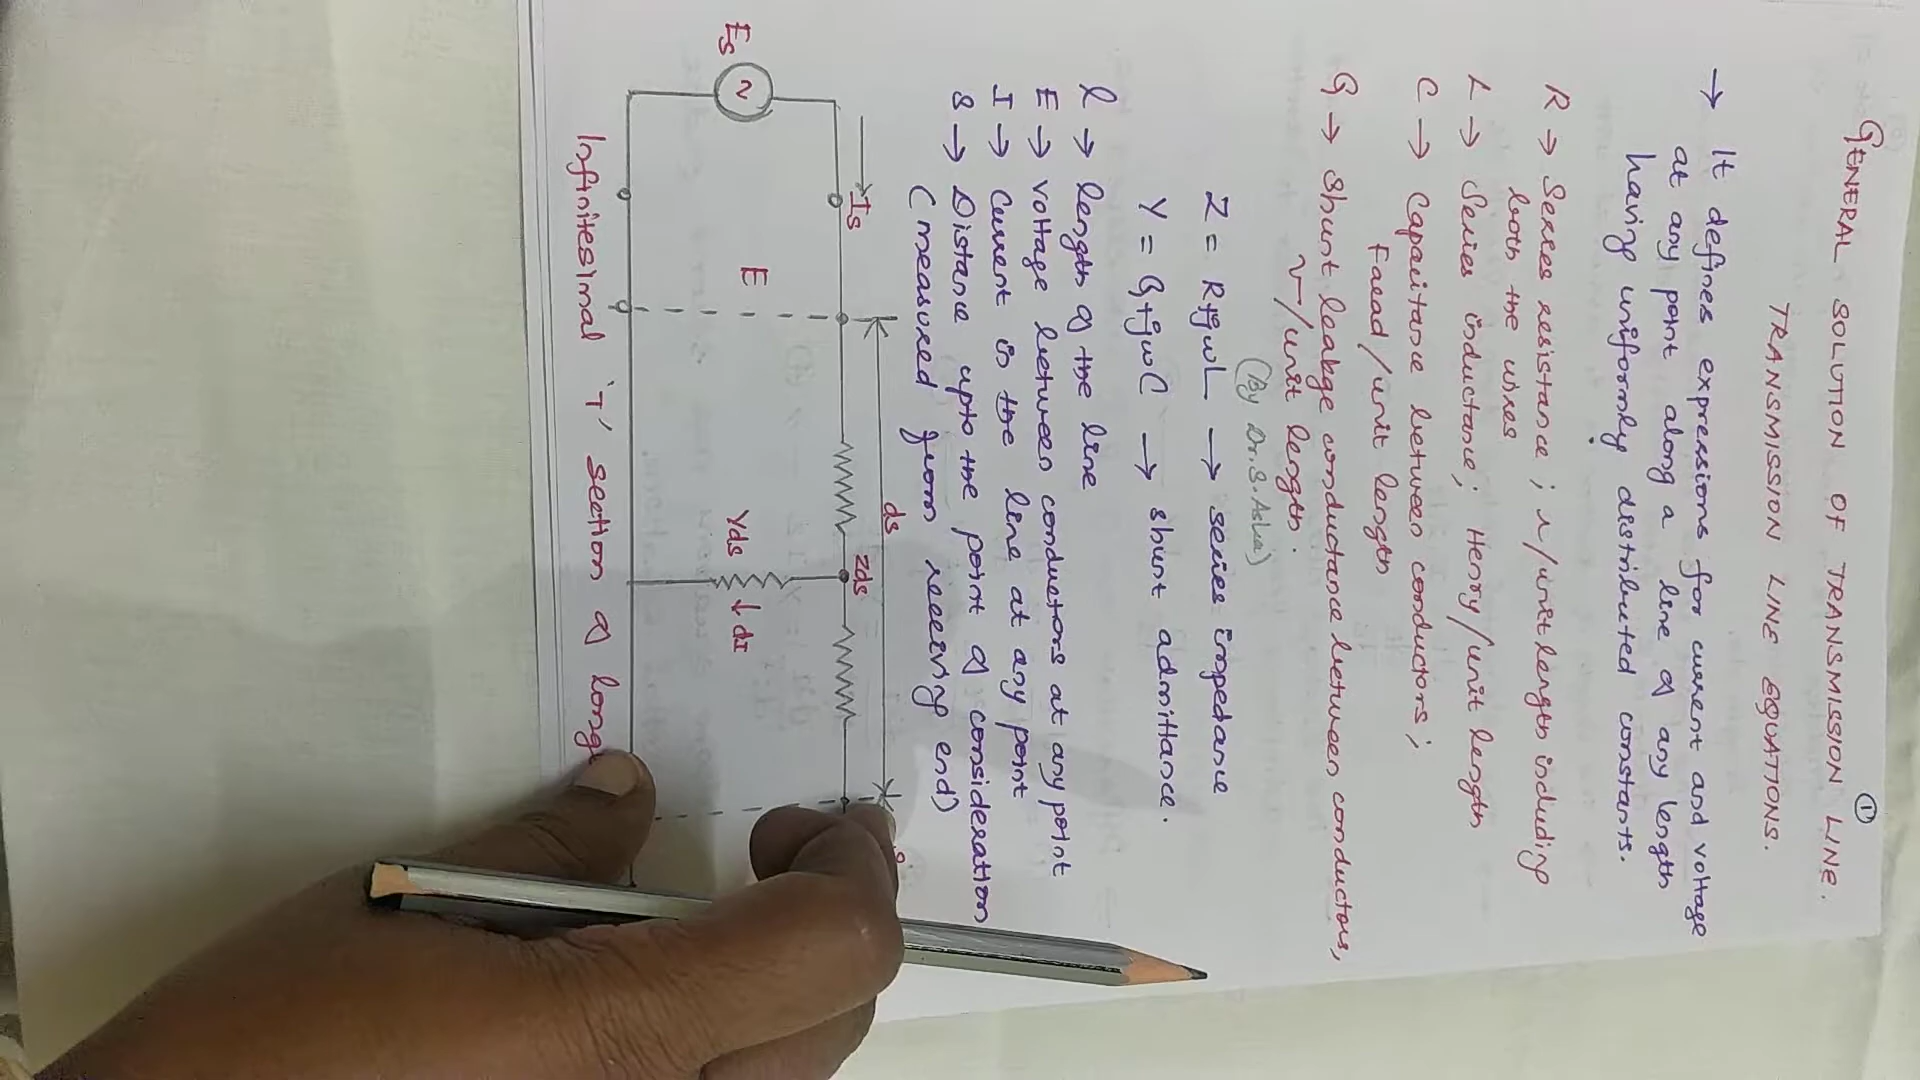 ①
GENERAL SOLUTION OF TRANSMISSION LINE.
TRANSMISSION LINE EQUATIONS.
→ It defines expressions for current and voltage
at any point along a line of any length
having uniformly distributed constants.
R → Series resistance ; Ω/unit length including
both the wires
L → Series inductance; Henry/unit length
C → Capacitance between conductors;
Farad/unit length
G → Shunt leakage conductance between conductors,
℧/unit length.
(By Dr.S.Asha)
Z = R+jωL → series impedance
Y = G+jωC → shunt admittance.
l → length of the line
E → voltage between conductors at any point
I → Current in the line at any point
S → Distance upto the point of consideration
(measured from receiving end)
ds
Is
Zds
Es
E
Yds
↓ dI
Infinitesimal 'T' section of long